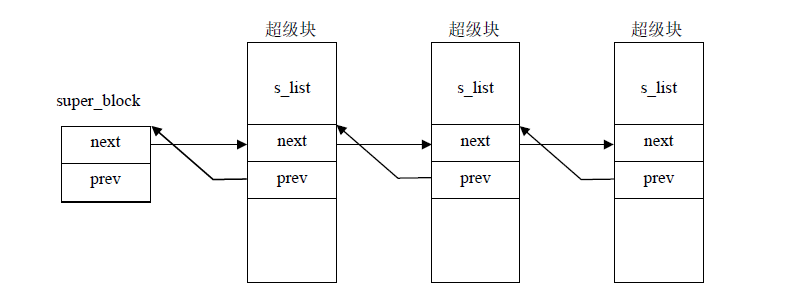 超级块 超级块 超级块
s_list s_list s_list
super_block
next next next next
prev prev prev prev